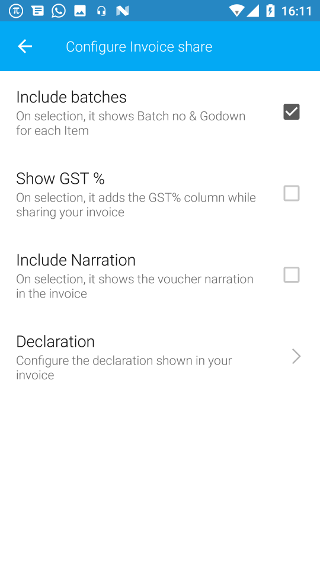 16:11
Configure Invoice share
Include batches
On selection, it shows Batch no & Godown
for each Item
Show GST %
On selection, it adds the GST% column while
sharing your invoice
Include Narration
On selection, it shows the voucher narration
in the invoice
Declaration
Configure the declaration shown in your
invoice